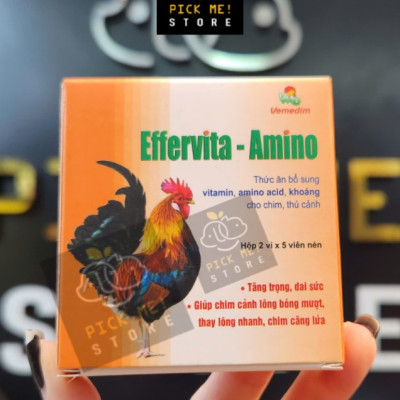 PICK ME!
STORE
Vemedim
Effervita - Amino
Thức ăn bổ sung
vitamin, amino acid, khoáng
cho chim, thú cảnh
Hộp 2 vỉ x 5 viên nén
PICK ME!
STORE
PICK ME!
STORE
• Tăng trọng, dai sức
• Giúp chim cảnh lông bóng mượt,
thay lông nhanh, chim căng lửa